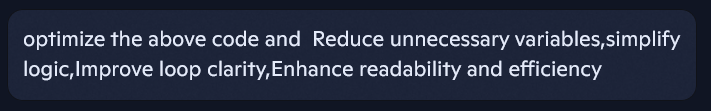 optimize the above code and  Reduce unnecessary variables,simplify
logic,Improve loop clarity,Enhance readability and efficiency